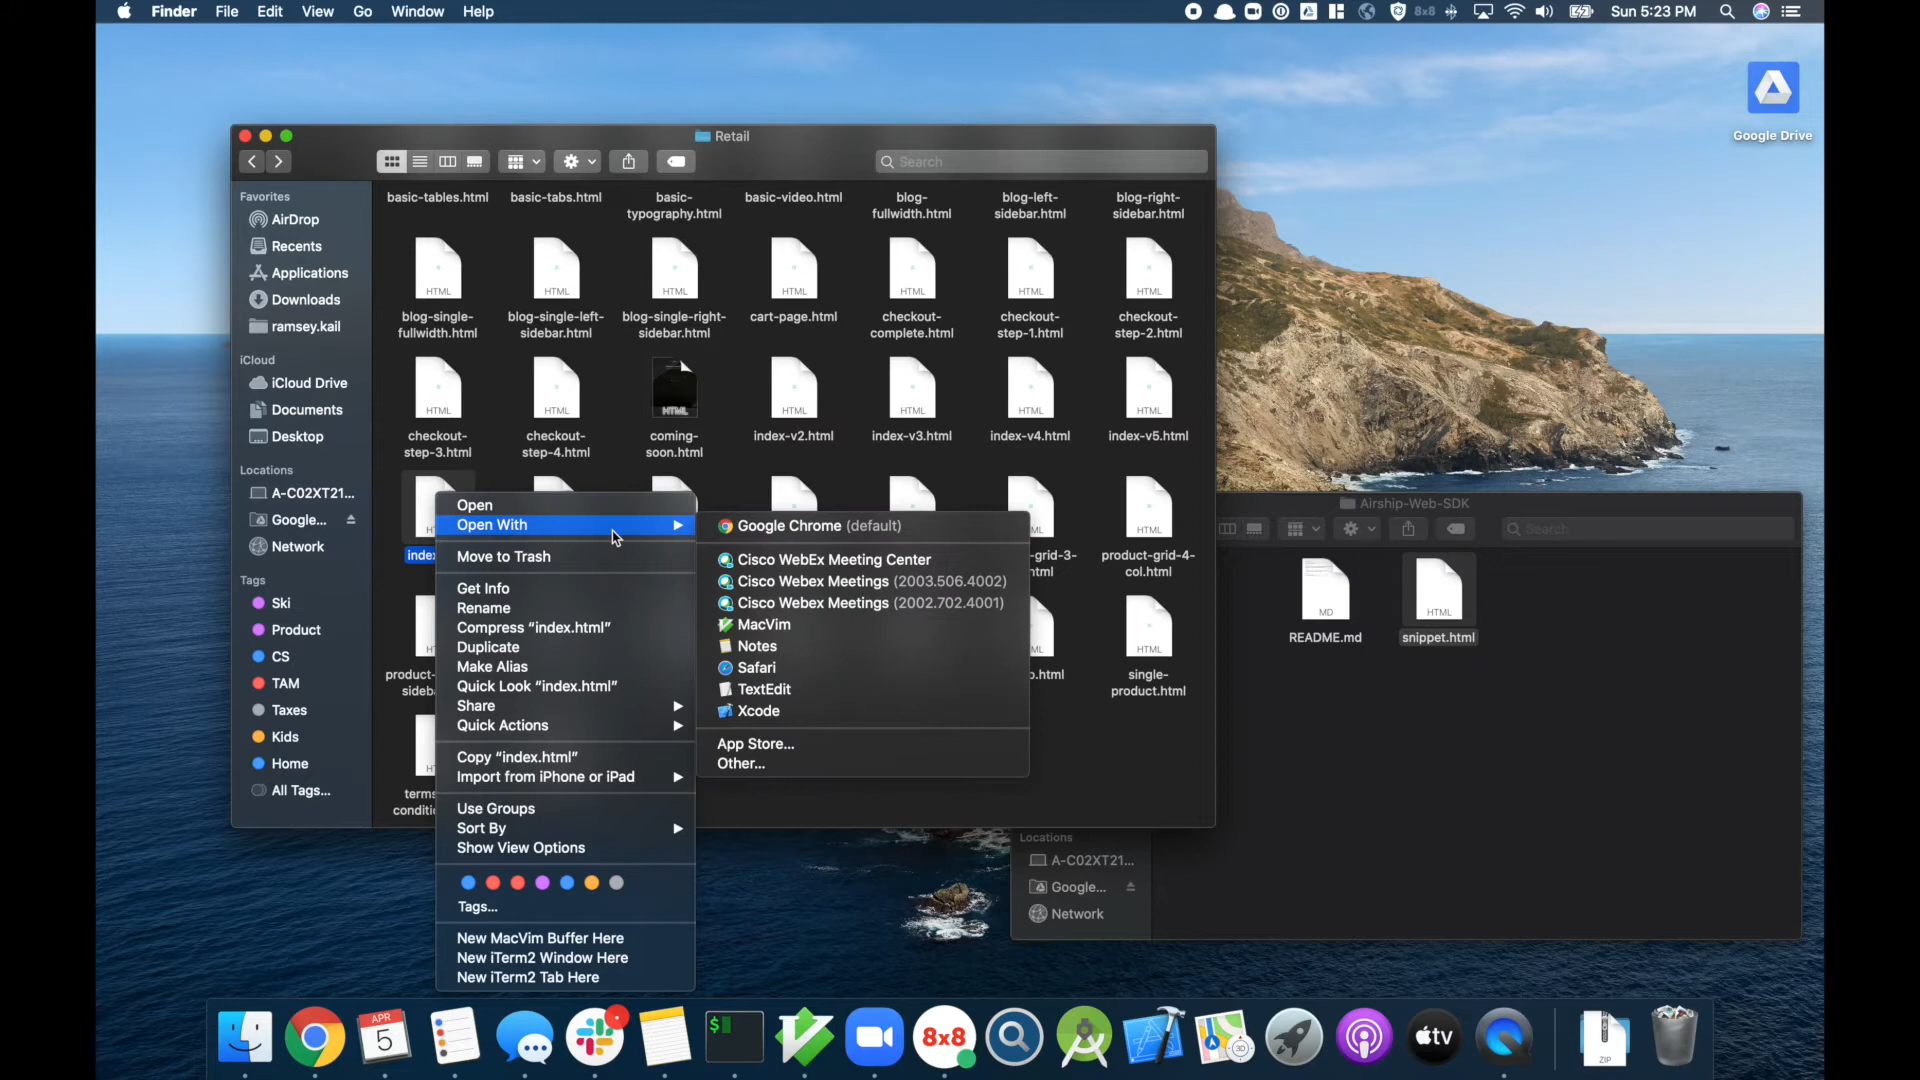 Finder File Edit View Go Window Help
8x8 Sun 5:23 PM
Google Drive
Retail
Search
Favorites
AirDrop
Recents
Applications
Downloads
ramsey.kail
iCloud
iCloud Drive
Documents
Desktop
Locations
A-C02XT21...
Google...
Network
Tags
Ski
Product
CS
TAM
Taxes
Kids
Home
All Tags...
basic-tables.html basic-tabs.html basic- basic-video.html blog- blog-left- blog-right-
typography.html fullwidth.html sidebar.html sidebar.html
HTML HTML HTML HTML HTML HTML HTML
blog-single- blog-single-left- blog-single-right- cart-page.html checkout- checkout- checkout-
fullwidth.html sidebar.html sidebar.html complete.html step-1.html step-2.html
HTML HTML HTML HTML HTML HTML HTML
checkout- checkout- coming- index-v2.html index-v3.html index-v4.html index-v5.html
step-3.html step-4.html soon.html
HTML
index
-grid-3- product-grid-4-
html col.html
HTML
product- single-
sideba product.html
terms
conditi
Open
Open With
Move to Trash
Get Info
Rename
Compress “index.html”
Duplicate
Make Alias
Quick Look “index.html”
Share
Quick Actions
Copy “index.html”
Import from iPhone or iPad
Use Groups
Sort By
Show View Options
Tags...
New MacVim Buffer Here
New iTerm2 Window Here
New iTerm2 Tab Here
Google Chrome (default)
Cisco WebEx Meeting Center
Cisco Webex Meetings (2003.506.4002)
Cisco Webex Meetings (2002.702.4001)
MacVim
Notes
Safari
TextEdit
Xcode
App Store...
Other...
Airship-Web-SDK
Search
MD HTML
README.md snippet.html
Locations
A-C02XT21...
Google...
Network
APR
5
$
8x8
3D
tv
ZIP